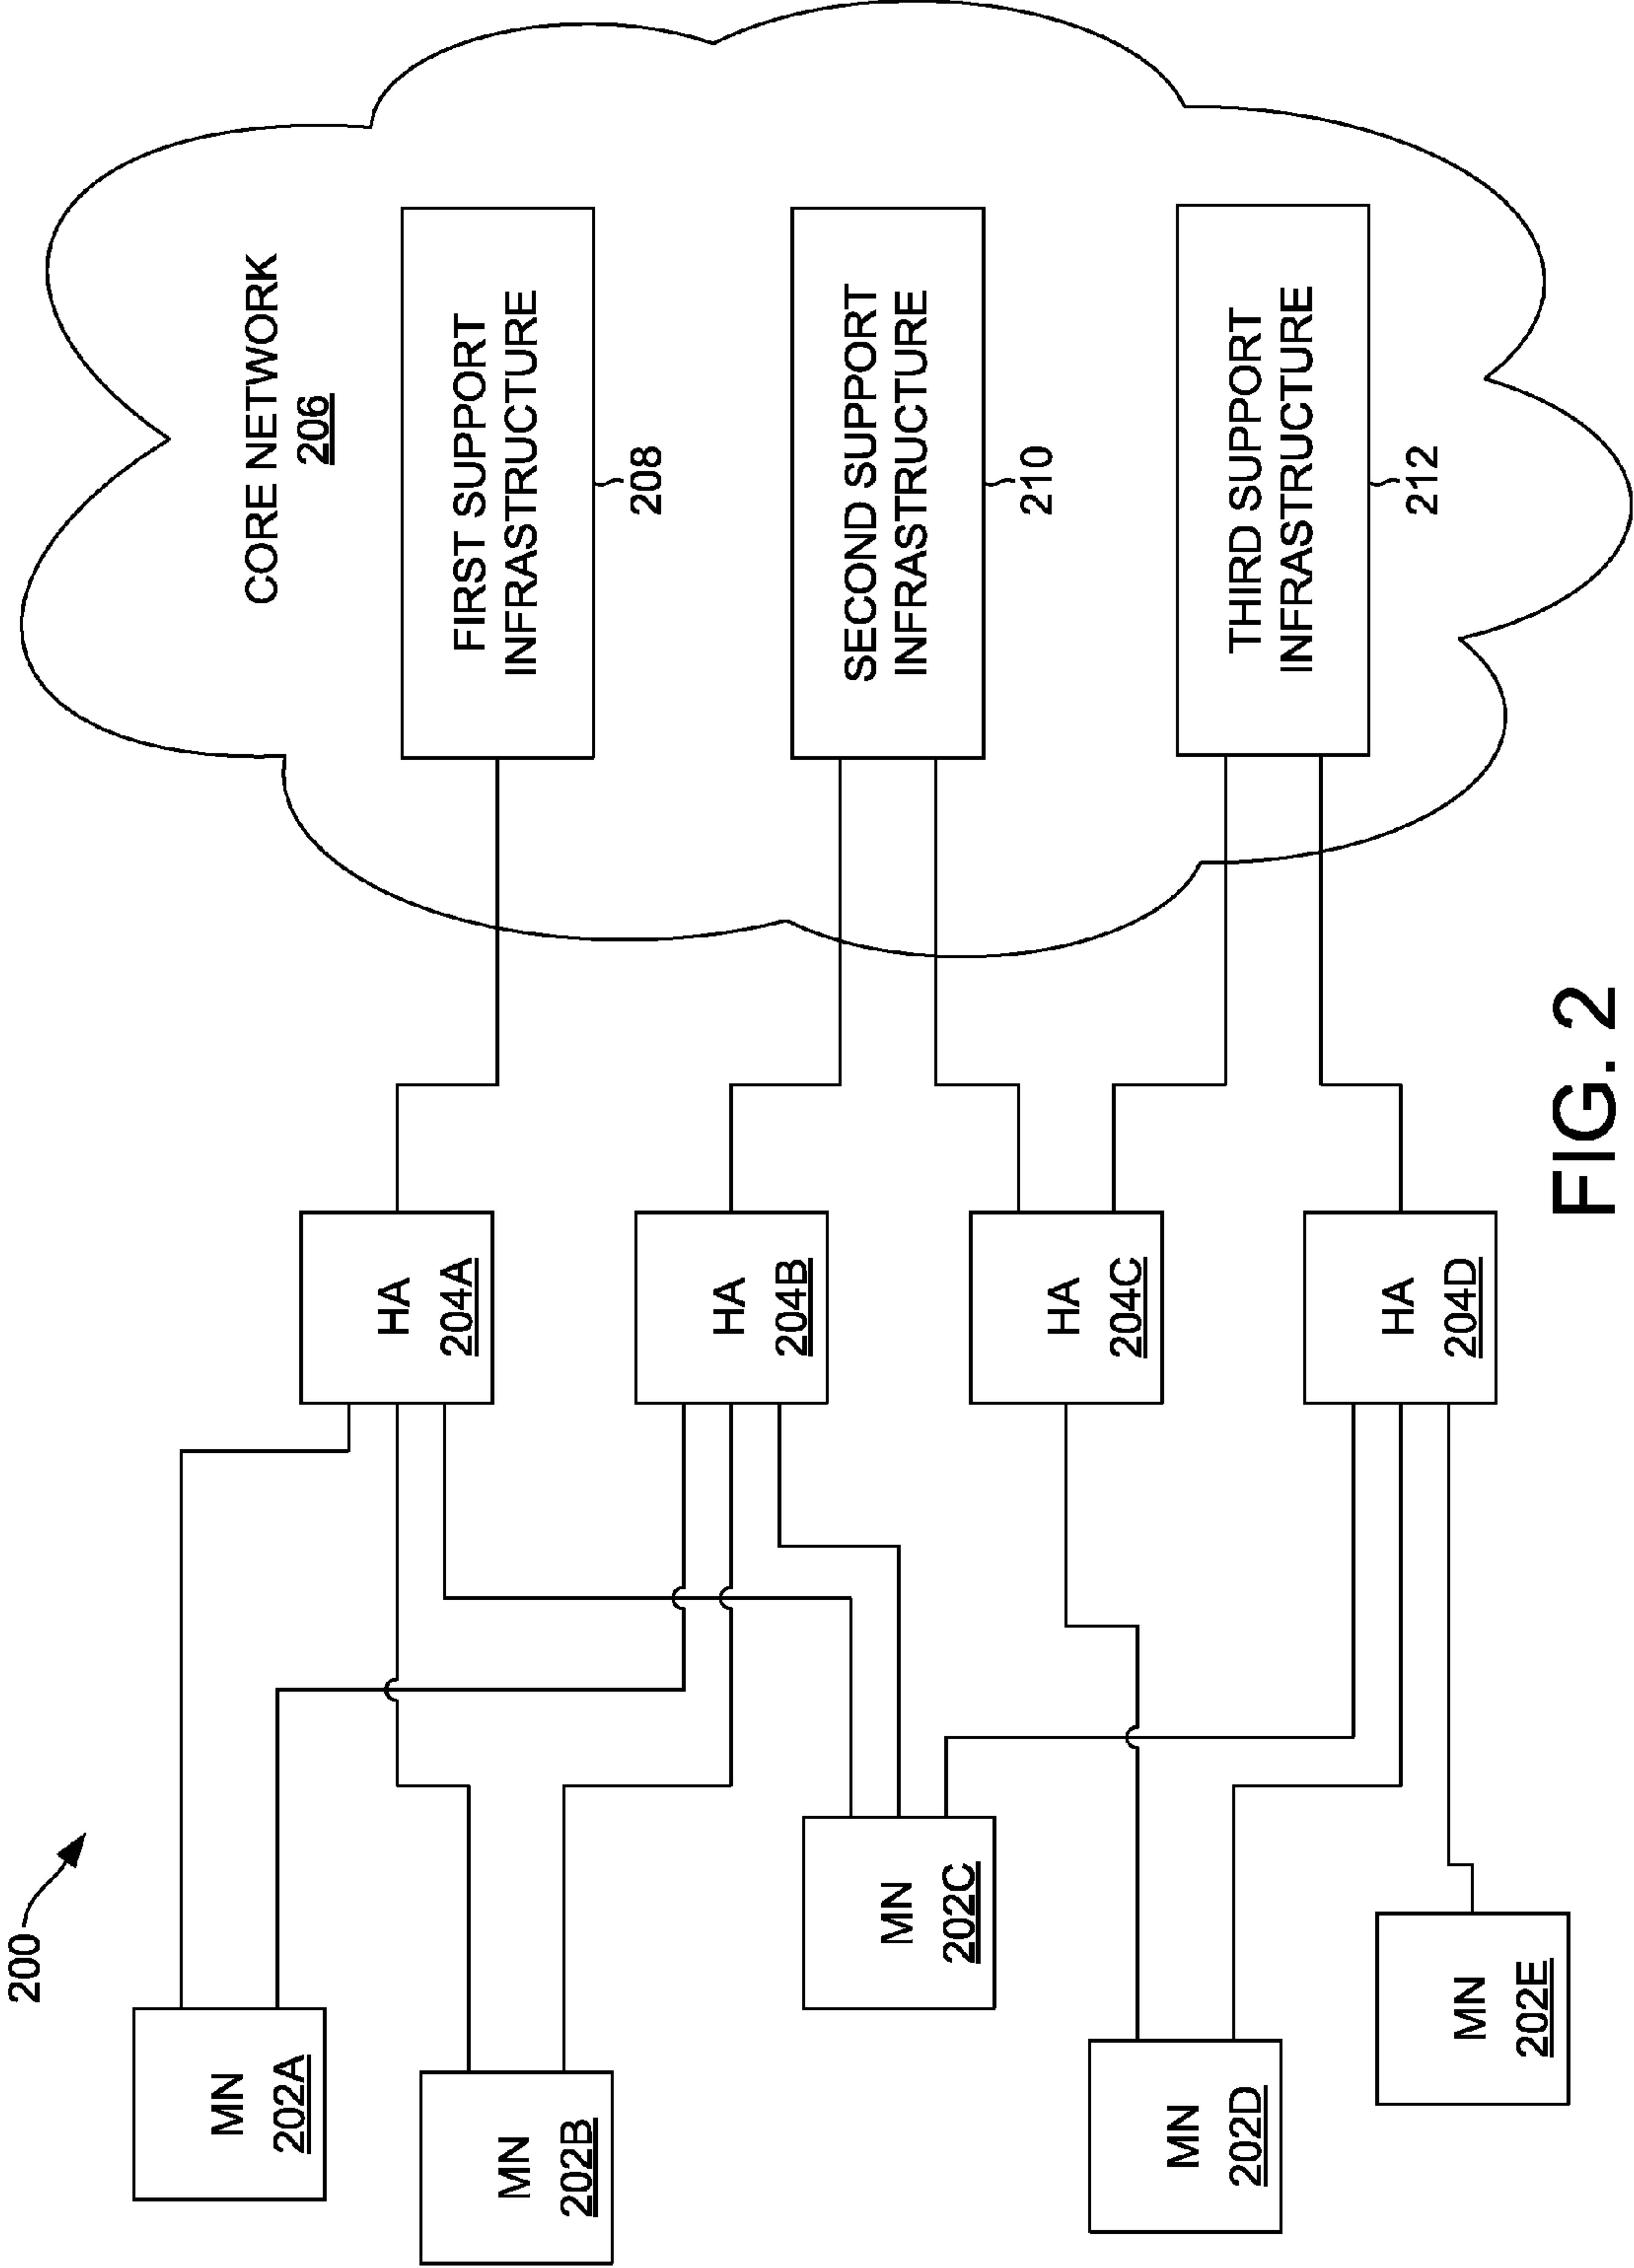 200
MN
202A
MN
202B
MN
202C
MN
202D
MN
202E
HA
204A
HA
204B
HA
204C
HA
204D
CORE NETWORK
206
FIRST SUPPORT
INFRASTRUCTURE
208
SECOND SUPPORT
INFRASTRUCTURE
210
THIRD SUPPORT
INFRASTRUCTURE
212
FIG. 2